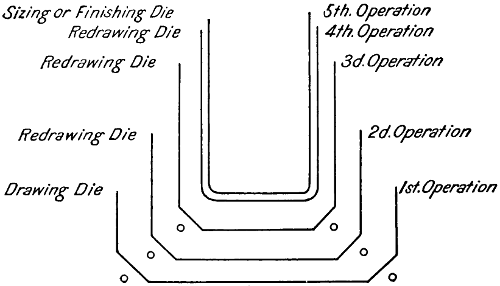 Sizing or Finishing Die
5th. Operation
Redrawing Die
4th. Operation
Redrawing Die
3d. Operation
Redrawing Die
2d. Operation
Drawing Die
1st. Operation